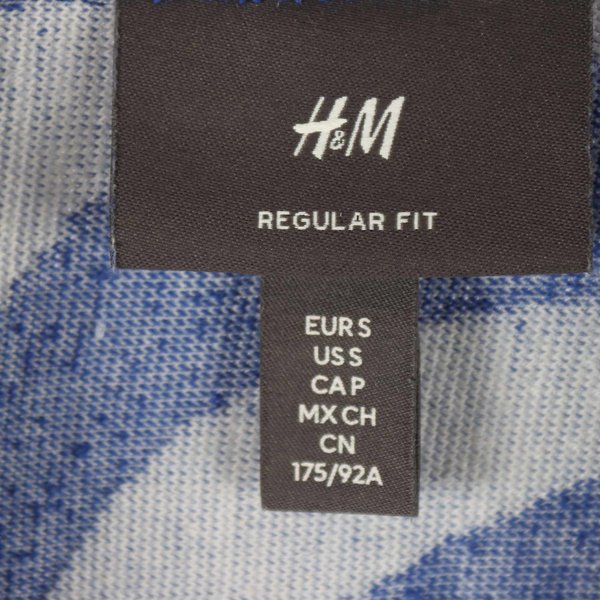 H&M
REGULAR FIT
EUR S
US S
CA P
MX CH
CN
175/92A